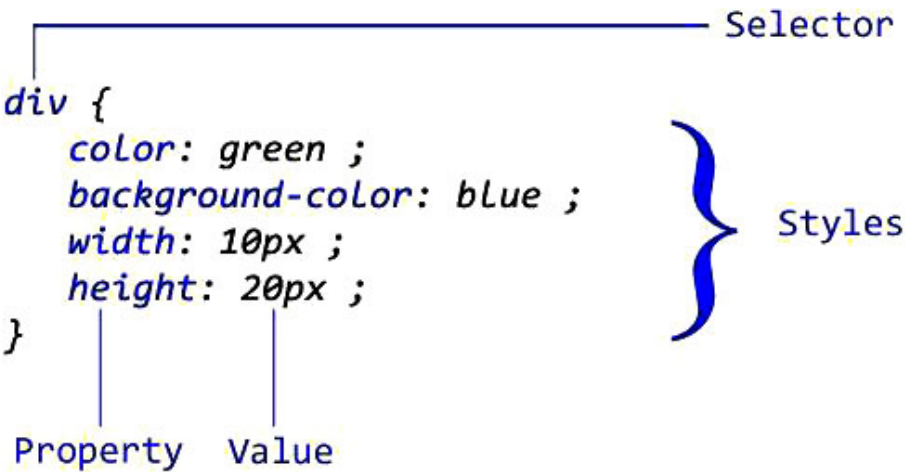 Selector
div {
color: green ;
background-color: blue ;
width: 10px ;
height: 20px ;
}
Styles
Property Value